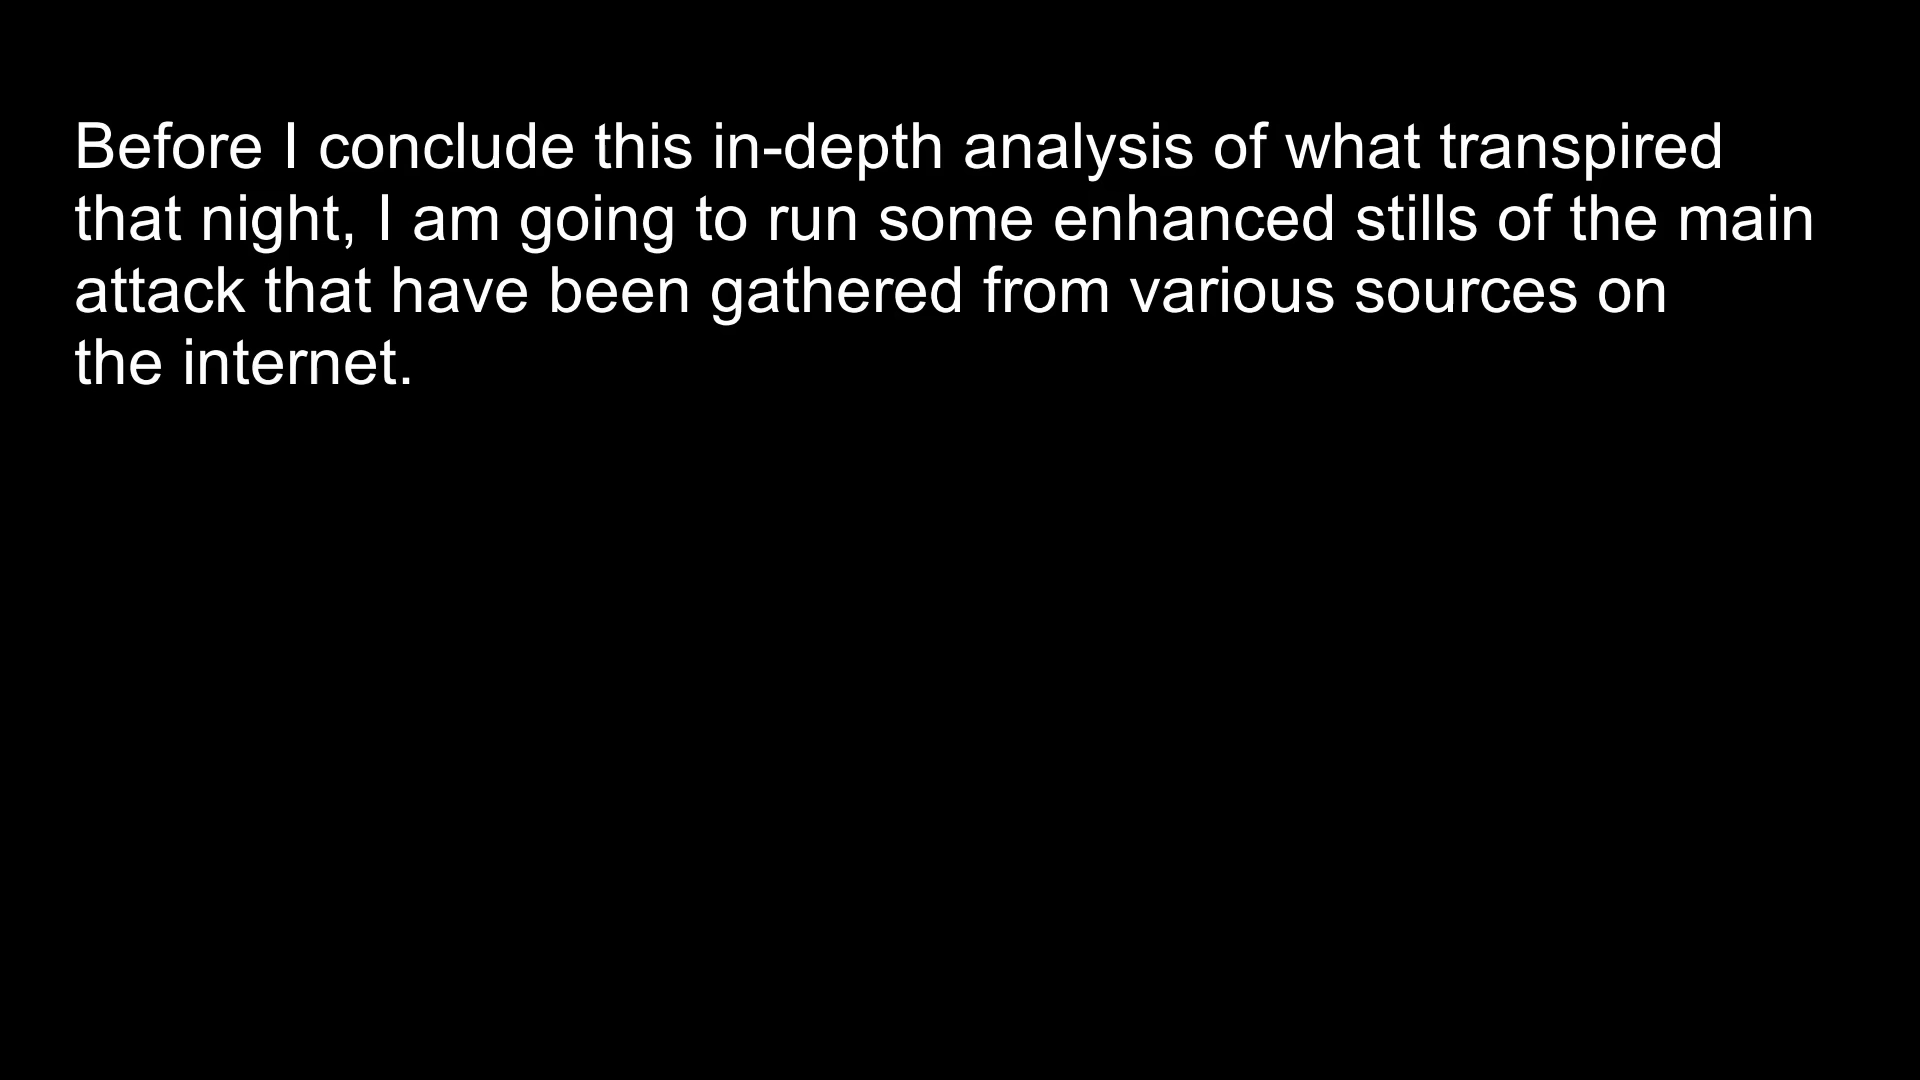 Before I conclude this in-depth analysis of what transpired
that night, I am going to run some enhanced stills of the main
attack that have been gathered from various sources on
the internet.